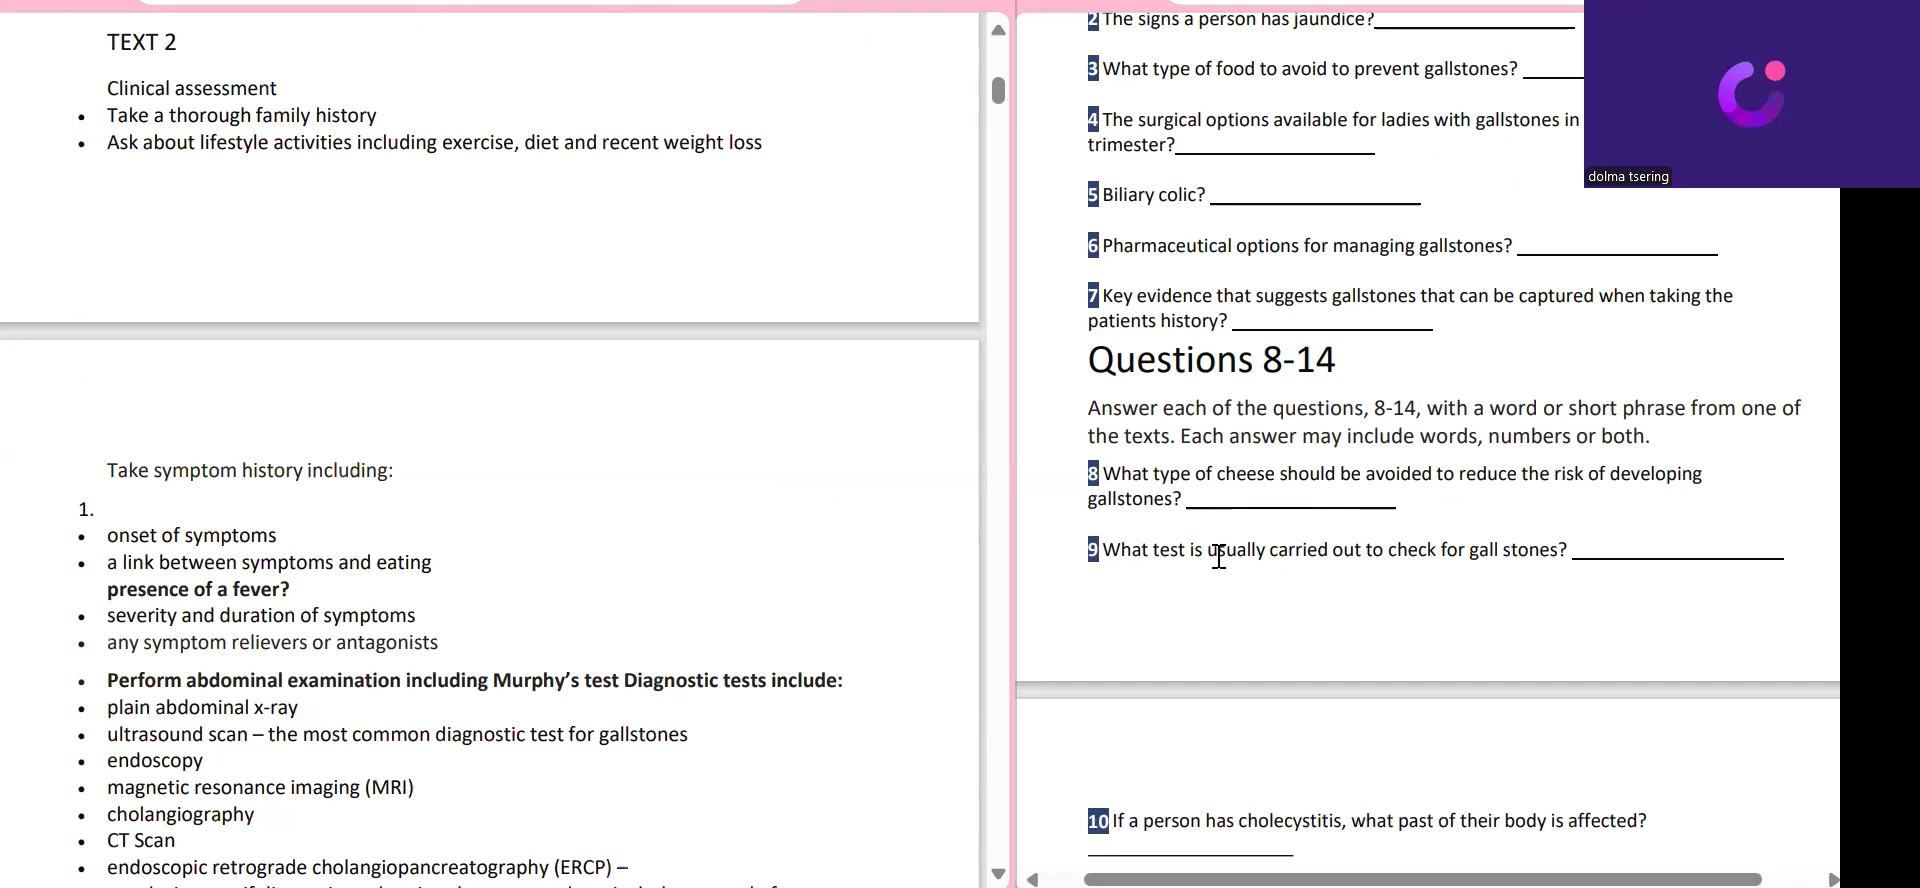 TEXT 2
Clinical assessment
• Take a thorough family history
• Ask about lifestyle activities including exercise, diet and recent weight loss
Take symptom history including:
1.
• onset of symptoms
• a link between symptoms and eating
presence of a fever?
• severity and duration of symptoms
• any symptom relievers or antagonists
• Perform abdominal examination including Murphy’s test Diagnostic tests include:
• plain abdominal x-ray
• ultrasound scan – the most common diagnostic test for gallstones
• endoscopy
• magnetic resonance imaging (MRI)
• cholangiography
• CT Scan
• endoscopic retrograde cholangiopancreatography (ERCP) –
2 The signs a person has jaundice?
3 What type of food to avoid to prevent gallstones?
4 The surgical options available for ladies with gallstones in
trimester?
5 Biliary colic?
6 Pharmaceutical options for managing gallstones?
7 Key evidence that suggests gallstones that can be captured when taking the
patients history?
Questions 8-14
Answer each of the questions, 8-14, with a word or short phrase from one of
the texts. Each answer may include words, numbers or both.
8 What type of cheese should be avoided to reduce the risk of developing
gallstones?
9 What test is usually carried out to check for gall stones?
10 If a person has cholecystitis, what past of their body is affected?
dolma tsering